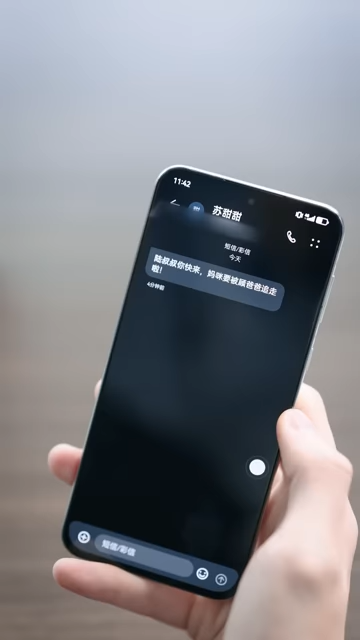 11:42
苏甜甜
短信/彩信
今天
陆叔叔你快来，妈咪要被顾爸爸追走
啦！
4分钟前
短信/彩信